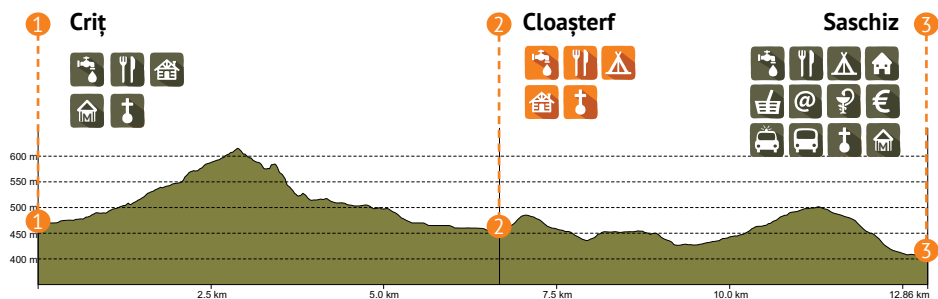 1 Criț 2 Cloașterf Saschiz 3
@ €
M M
600 m
550 m
500 m
1 2 3
450 m
400 m
2.5 km 5.0 km 7.5 km 10.0 km 12.86 km